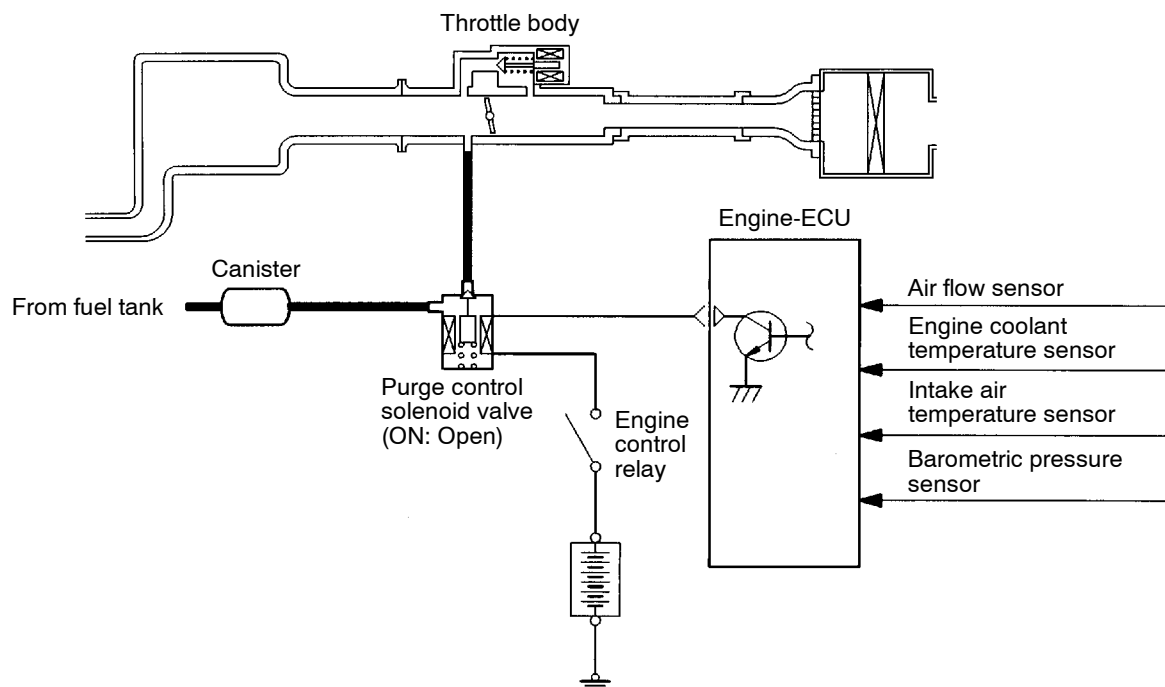 Throttle body
Engine-ECU
Canister
From fuel tank
Purge control
solenoid valve
(ON: Open)
Engine
control
relay
Air flow sensor
Engine coolant
temperature sensor
Intake air
temperature sensor
Barometric pressure
sensor